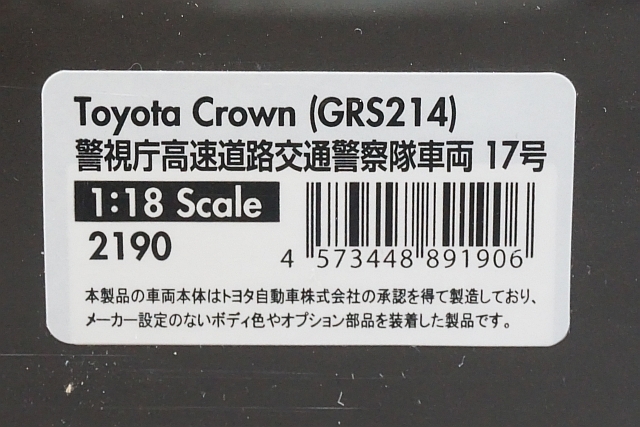 Toyota Crown (GRS214)
警視庁高速道路交通警察隊車両 17号
1:18 Scale
2190
4 573448 891906
本製品の車両本体はトヨタ自動車株式会社の承認を得て製造しており、
メーカー設定のないボディ色やオプション部品を装着した製品です。